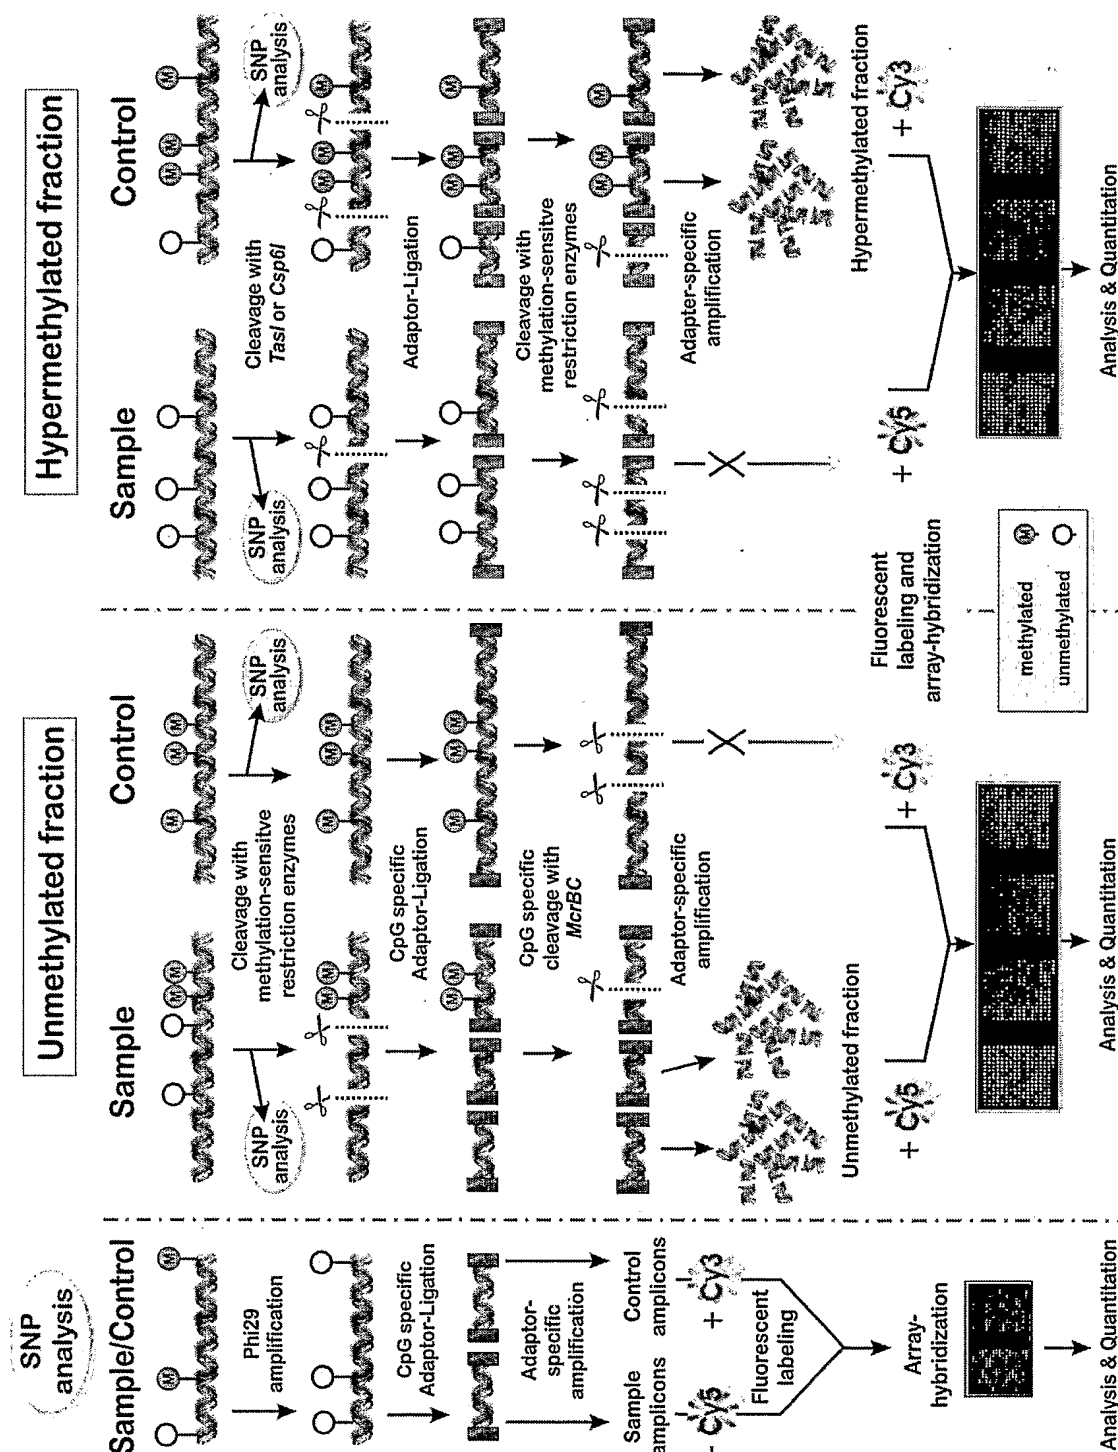 SNP
analysis
Sample/Control
M
M
Phi29
amplification
CpG specific
Adaptor-Ligation
Adaptor-
specific
amplification
Sample
amplicons
Control
amplicons
Cy5
+ Cy3
Fluorescent
labeling
Array-
hybridization
Analysis & Quantitation
Unmethylated fraction
Sample
Control
M M M
M
M M
SNP
analysis
Cleavage with
methylation-sensitve
restriction enzymes
SNP
analysis
M M
M
M M
CpG specific
Adaptor-Ligation
M M
M
M M
CpG specific
cleavage with
McrBC
Adaptor-specific
amplification
Unmethylated fraction
+ Cy5
+ Cy3
Analysis & Quantitation
Hypermethylated fraction
Sample
Control
M M
M
SNP
analysis
Cleavage with
TasI or Csp6I
SNP
analysis
M M
M
Adaptor-Ligation
M M
M
Cleavage with
methylation-sensitve
restriction enzymes
M M
M
Adapter-specific
amplification
Hypermethylated fraction
Fluorescent
labeling and
array-hybridization
+ Cy5
+ Cy3
methylated
M
unmethylated
Analysis & Quantitation